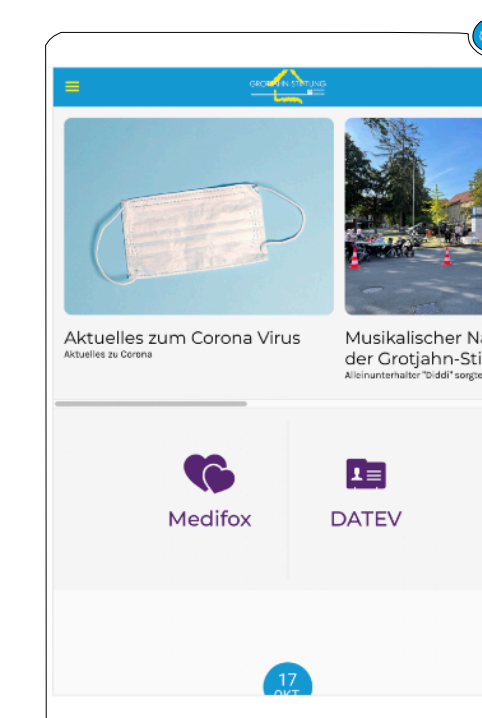 GROTJAHN-STIFTUNG
Aktuelles zum Corona Virus
Aktuelles zu Corona
Musikalischer
der Grotjahn-Sti
Alleinunterhalter "Diddi" sorgte
Medifox
DATEV
17
OKT